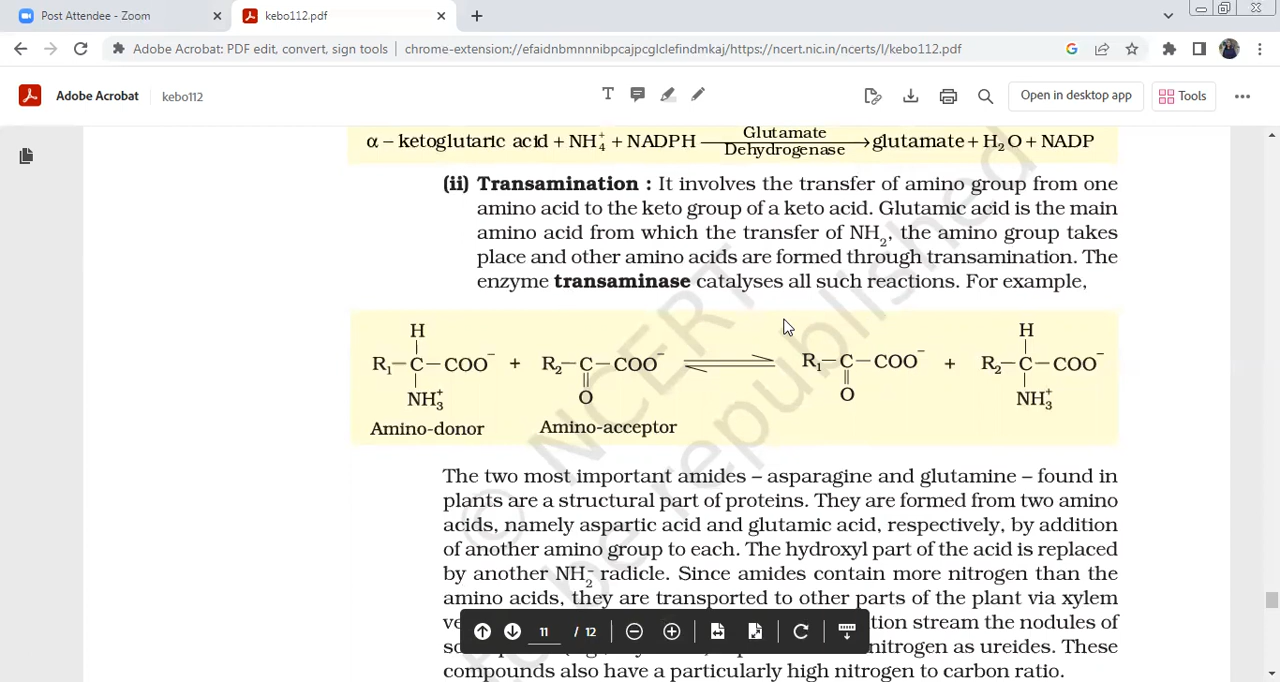 Post Attendee - Zoom
kebo112.pdf
Adobe Acrobat: PDF edit, convert, sign tools | chrome-extension://efaidnbmnnnibpcajpcglclefindmkaj/https://ncert.nic.in/ncerts/l/kebo112.pdf
Adobe Acrobat kebo112 Open in desktop app Tools
α – ketoglutaric acid + NH₄⁺ + NADPH Glutamate Dehydrogenase → glutamate + H₂O + NADP
(ii) Transamination : It involves the transfer of amino group from one
amino acid to the keto group of a keto acid. Glutamic acid is the main
amino acid from which the transfer of NH₂, the amino group takes
place and other amino acids are formed through transamination. The
enzyme transaminase catalyses all such reactions. For example,
H H
R₁–C–COO⁻ + R₂–C–COO⁻ ⇌ R₁–C–COO⁻ + R₂–C–COO⁻
NH₃⁺ O O NH₃⁺
Amino-donor Amino-acceptor
The two most important amides – asparagine and glutamine – found in
plants are a structural part of proteins. They are formed from two amino
acids, namely aspartic acid and glutamic acid, respectively, by addition
of another amino group to each. The hydroxyl part of the acid is replaced
by another NH₂⁻ radicle. Since amides contain more nitrogen than the
amino acids, they are transported to other parts of the plant via xylem
stream the nodules of
nitrogen as ureides. These
compounds also have a particularly high nitrogen to carbon ratio.
11 / 12
© NCERT
be republished